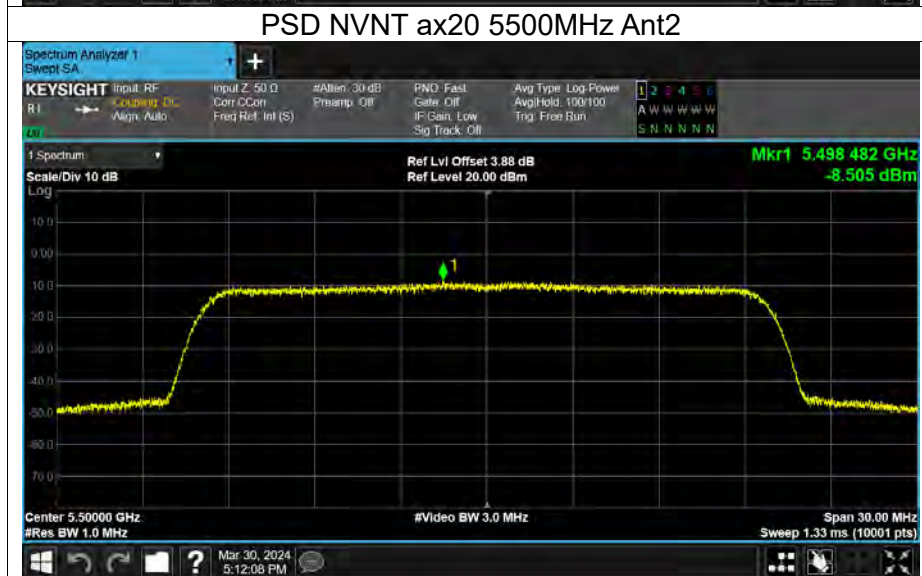 PSD NVNT ax20 5500MHz Ant2
Spectrum Analyzer 1
Swept SA
+
KEYSIGHT
Input: RF
Coupling: DC
Align: Auto
Input Z: 50 Ω
Corr CCorr
Freq Ref: Int (S)
#Atten: 30 dB
Preamp: Off
PNO: Fast
Gate: Off
IF Gain: Low
Sig Track: Off
Avg Type: Log-Power
Avg|Hold: 100/100
Trig: Free Run
1 2 3 4 5 6
A W W W W W
S N N N N N
1 Spectrum
Scale/Div 10 dB
Log
Ref Lvl Offset 3.88 dB
Ref Level 20.00 dBm
Mkr1 5.498 482 GHz
-8.505 dBm
10.0
0.00
-10.0
-20.0
-30.0
-40.0
-50.0
-60.0
-70.0
1
Center 5.50000 GHz
#Res BW 1.0 MHz
#Video BW 3.0 MHz
Span 30.00 MHz
Sweep 1.33 ms (10001 pts)
?
Mar 30, 2024
5:12:08 PM